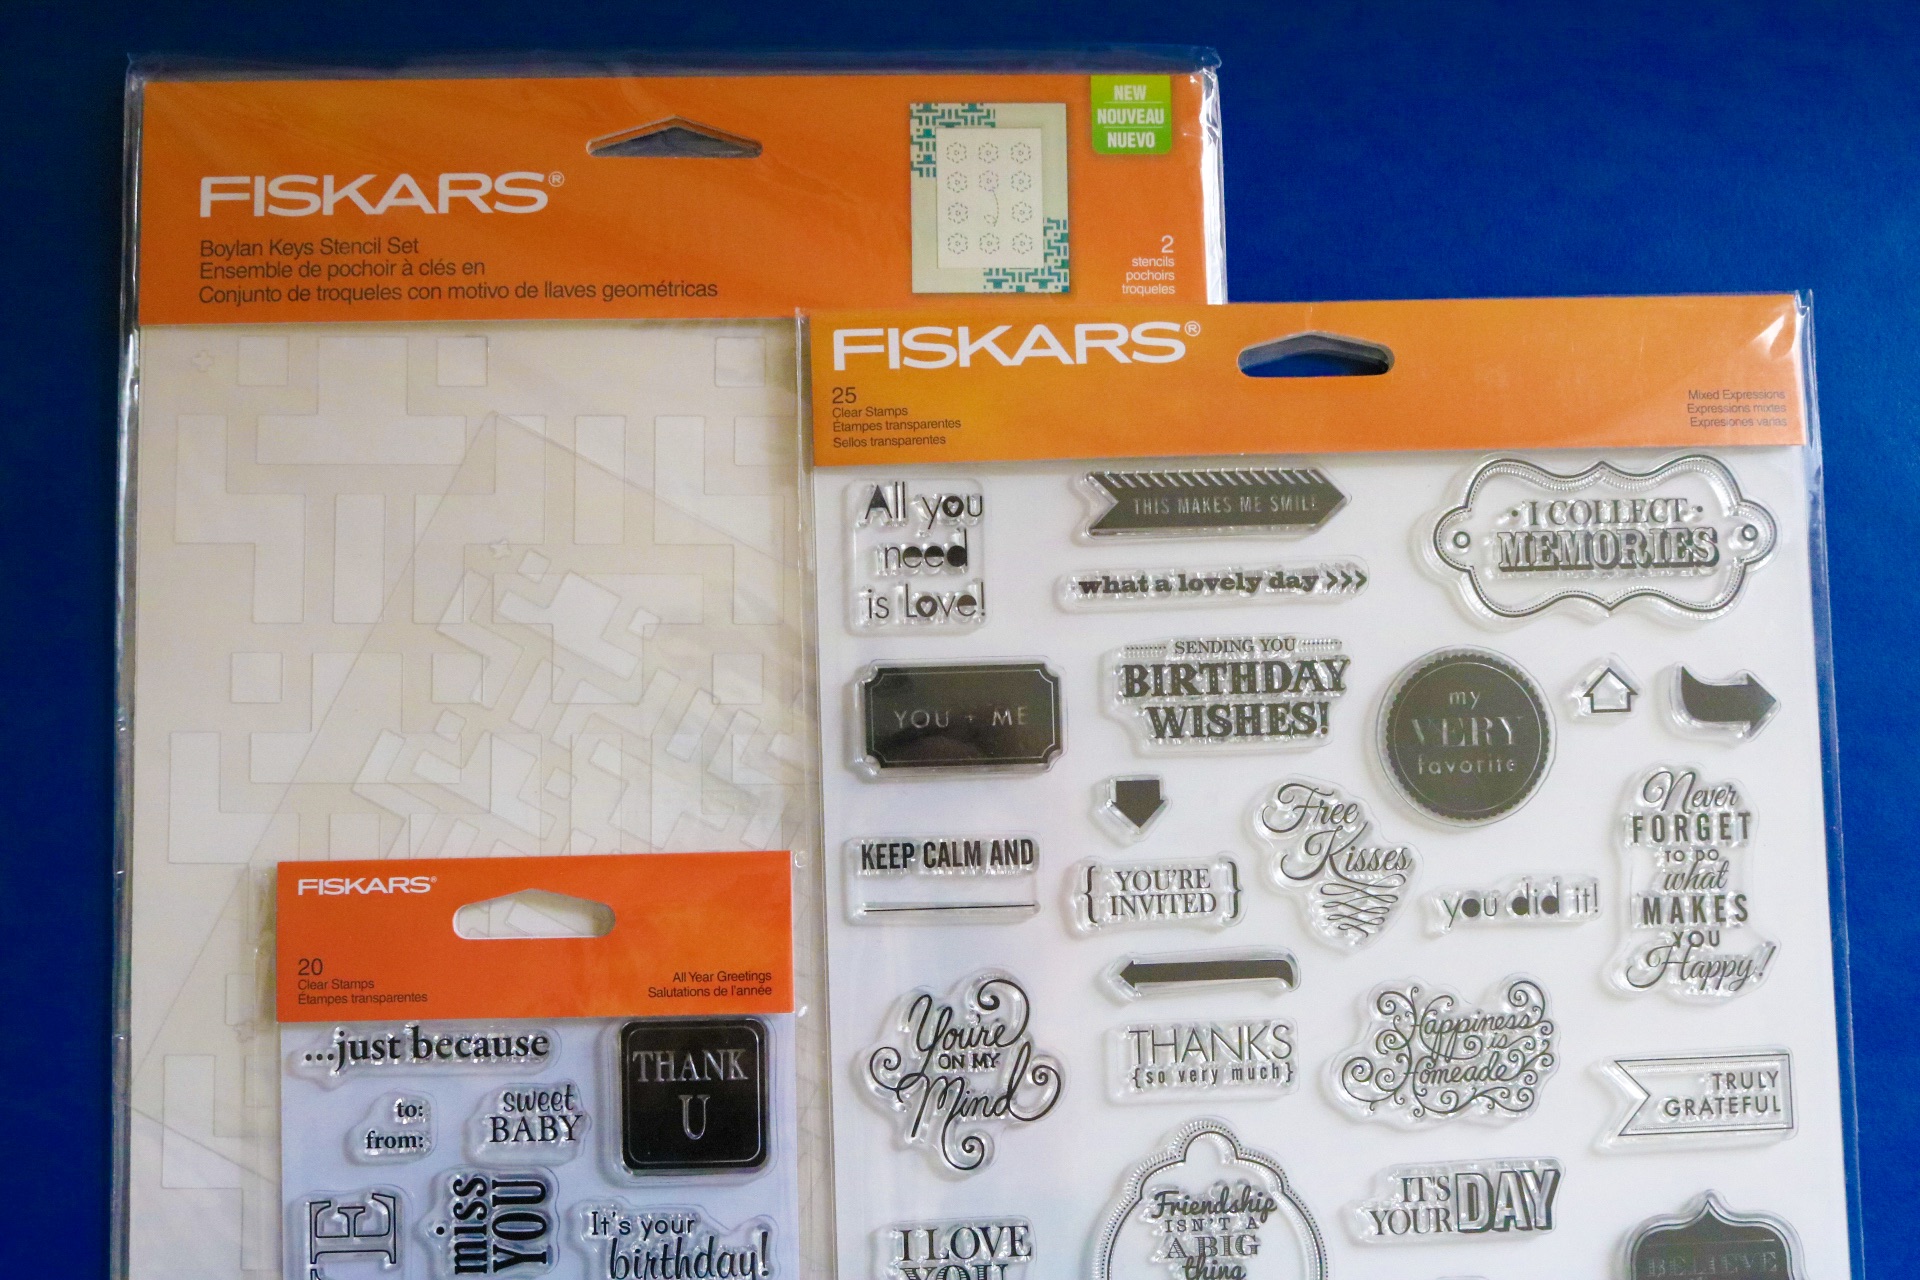 FISKARS®
Boylan Keys Stencil Set
Ensemble de pochoir à clés en
Conjunto de troqueles con motivo de llaves geométricas
NEW
NOUVEAU
NUEVO
2
stencils
pochoirs
troqueles
FISKARS®
25
Clear Stamps
Étampes transparentes
Sellos transparentes
Mixed Expressions
Expressions mixtes
Expresiones varias
All you
need
is Love!
THIS MAKES ME SMILE
what a lovely day >>>
· I COLLECT ·
MEMORIES
YOU + ME
SENDING YOU
BIRTHDAY
WISHES!
my
VERY
favorite
KEEP CALM AND
{ YOU'RE
INVITED }
Free
Kisses
you did it!
Never
FORGET
TO DO
what
MAKES
YOU
Happy!
You're
ON MY
Mind
THANKS
{so very much}
Happiness
is
Homeade
TRULY
GRATEFUL
I LOVE
YOU
Friendship
ISN'T A
A BIG
thing
IT'S
YOUR DAY
BELIEVE
FISKARS®
20
Clear Stamps
Étampes transparentes
All Year Greetings
Salutations de l'année
...just because
to:
from:
sweet
BABY
THANK
U
miss
YOU
It's your
birthday!